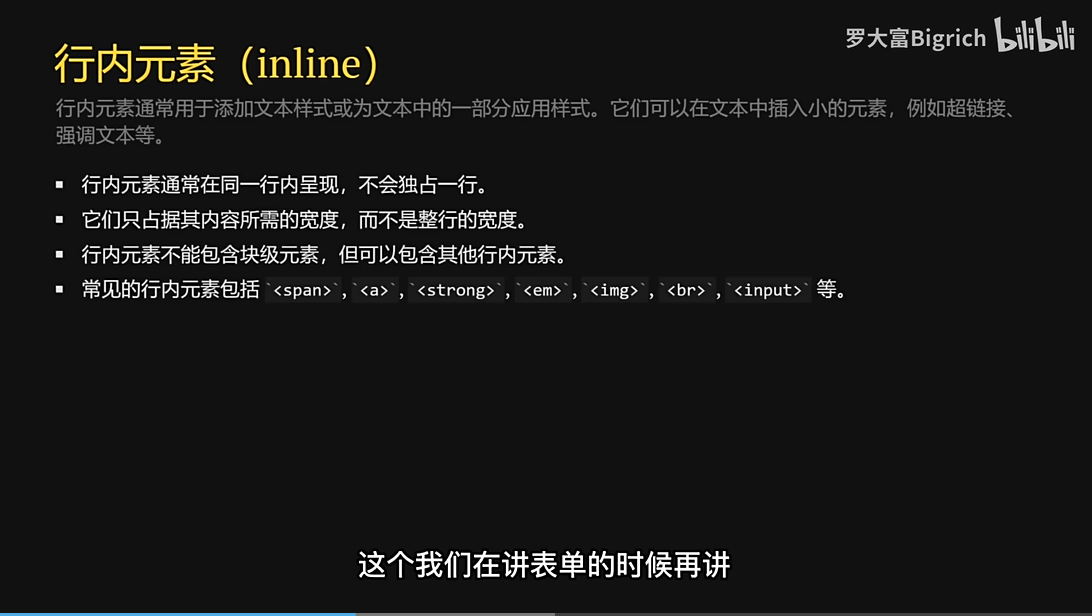 罗大富Bigrich bilibili
行内元素（inline）
行内元素通常用于添加文本样式或为文本中的一部分应用样式。它们可以在文本中插入小的元素，例如超链接、
强调文本等。
▪ 行内元素通常在同一行内呈现，不会独占一行。
▪ 它们只占据其内容所需的宽度，而不是整行的宽度。
▪ 行内元素不能包含块级元素，但可以包含其他行内元素。
▪ 常见的行内元素包括 `<span>`, `<a>`, `<strong>`, `<em>`, `<img>`, `<br>`, `<input>` 等。
这个我们在讲表单的时候再讲